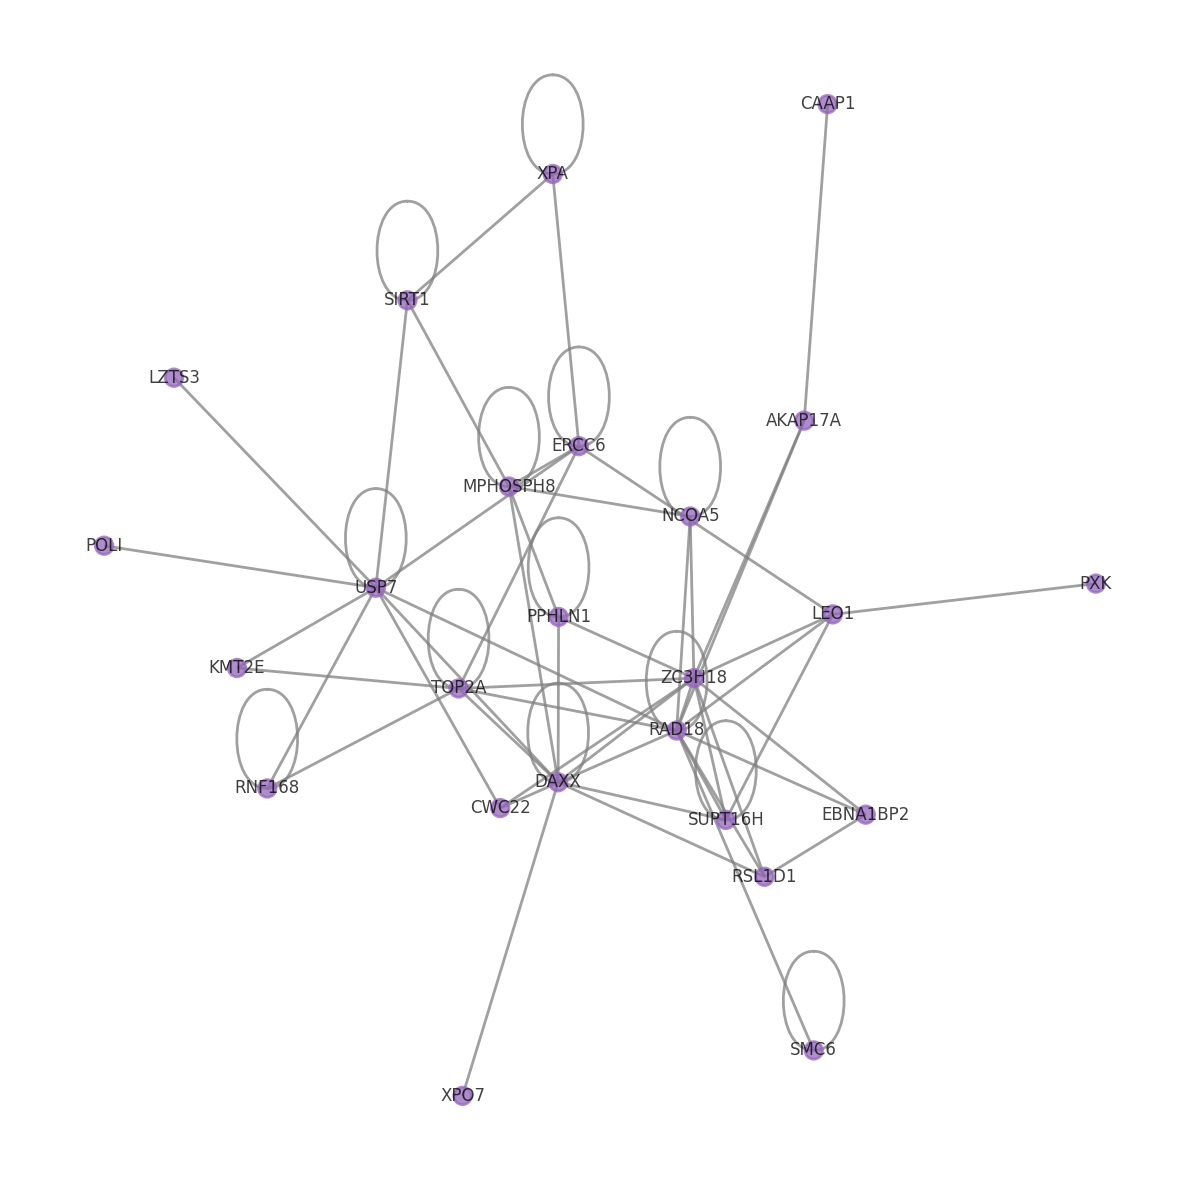 CAAP1
XPA
SIRT1
LZTS3
AKAP17A
ERCC6
MPHOSPH8
NCOA5
POLI
PXK
USP7
LEO1
PPHLN1
KMT2E
ZC3H18
TOP2A
RAD18
DAXX
RNF168
CWC22
EBNA1BP2
SUPT16H
RSL1D1
SMC6
XPO7